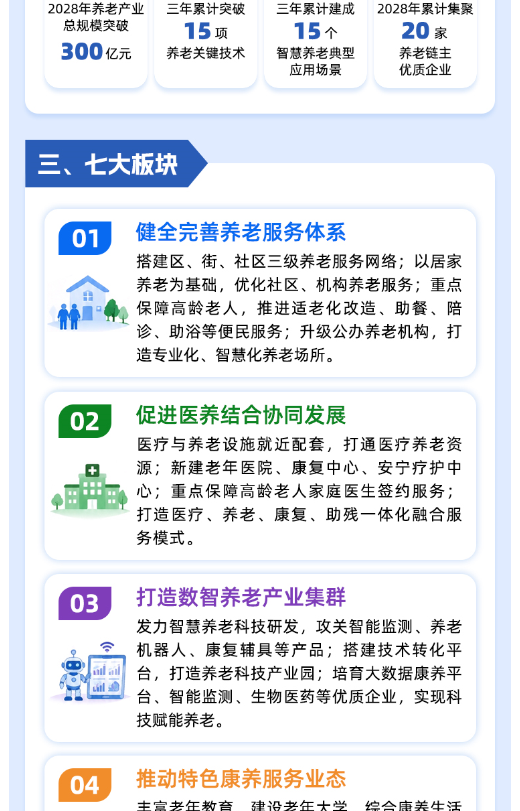 2028年养老产业
总规模突破
300亿元
三年累计突破
15项
养老关键技术
三年累计建成
15个
智慧养老典型
应用场景
2028年累计集聚
20家
养老链主
优质企业
三、七大板块
01
健全完善养老服务体系
搭建区、街、社区三级养老服务网络；以居家
养老为基础，优化社区、机构养老服务；重点
保障高龄老人，推进适老化改造、助餐、陪
诊、助浴等便民服务；升级公办养老机构，打
造专业化、智慧化养老场所。
02
促进医养结合协同发展
医疗与养老设施就近配套，打通医疗养老资
源；新建老年医院、康复中心、安宁疗护中
心；重点保障高龄老人家庭医生签约服务；
打造医疗、养老、康复、助残一体化融合服
务模式。
03
打造数智养老产业集群
发力智慧养老科技研发，攻关智能监测、养老
机器人、康复辅具等产品；搭建技术转化平
台，打造养老科技产业园；培育大数据康养平
台、智能监测、生物医药等优质企业，实现科
技赋能养老。
04
推动特色康养服务业态
丰富老年教育，建设老年大学，综合康养生活